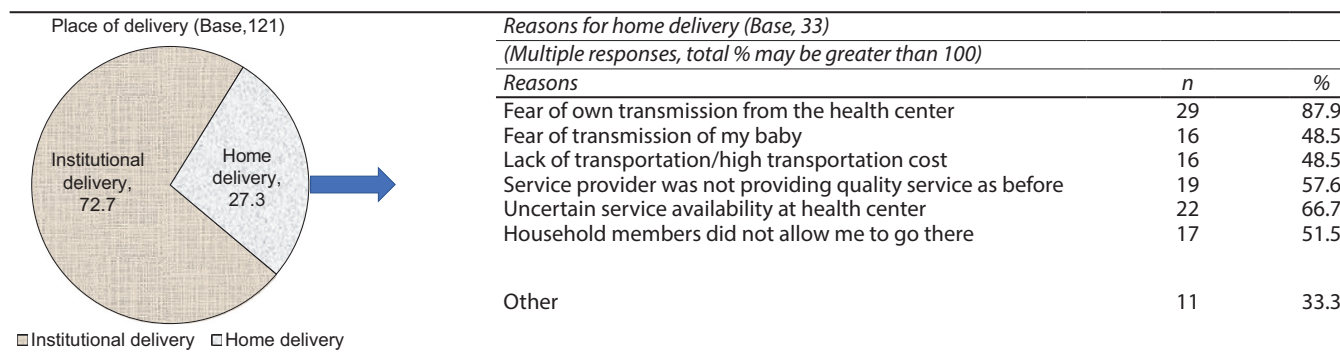 Place of delivery (Base,121)
Institutional
delivery,
72.7
Home
delivery,
27.3
Institutional delivery Home delivery
Reasons for home delivery (Base, 33)
(Multiple responses, total % may be greater than 100)
Reasons n %
Fear of own transmission from the health center 29 87.9
Fear of transmission of my baby 16 48.5
Lack of transportation/high transportation cost 16 48.5
Service provider was not providing quality service as before 19 57.6
Uncertain service availability at health center 22 66.7
Household members did not allow me to go there 17 51.5
Other 11 33.3